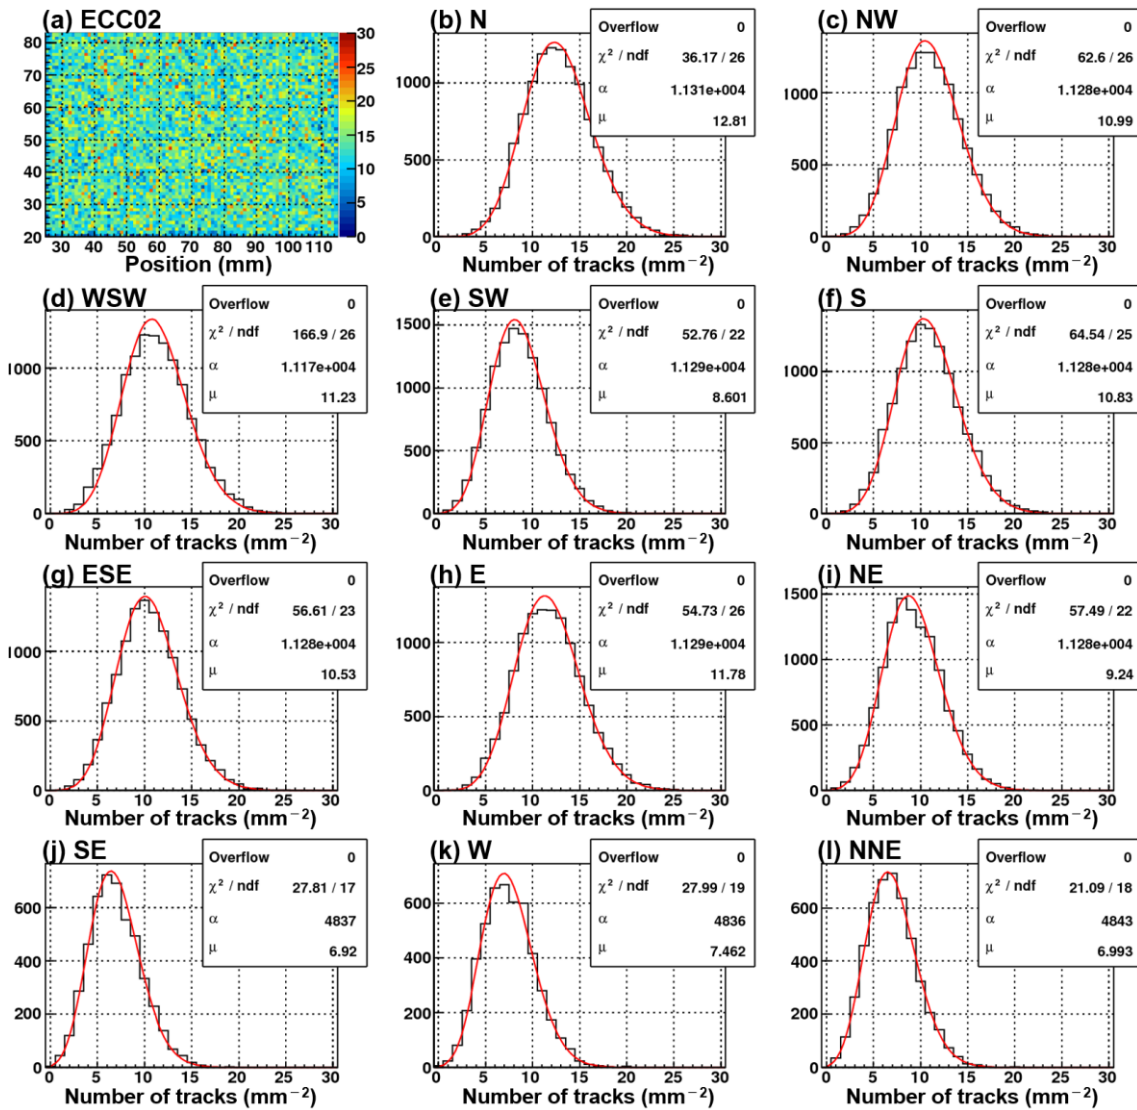 (a) ECC02
80
70
60
50
40
30
20
30 40 50 60 70 80 90 100 110
Position (mm)
30
25
20
15
10
5
0
(b) N
Overflow 0
χ² / ndf 36.17 / 26
α 1.131e+004
μ 12.81
1000
500
0
0 5 10 15 20 25 30
Number of tracks (mm⁻²)
(c) NW
Overflow 0
χ² / ndf 62.6 / 26
α 1.128e+004
μ 10.99
1000
500
0
0 5 10 15 20 25 30
Number of tracks (mm⁻²)
(d) WSW
Overflow 0
χ² / ndf 166.9 / 26
α 1.117e+004
μ 11.23
1000
500
0
0 5 10 15 20 25 30
Number of tracks (mm⁻²)
(e) SW
Overflow 0
χ² / ndf 52.76 / 22
α 1.129e+004
μ 8.601
1500
1000
500
0
0 5 10 15 20 25 30
Number of tracks (mm⁻²)
(f) S
Overflow 0
χ² / ndf 64.54 / 25
α 1.128e+004
μ 10.83
1000
500
0
0 5 10 15 20 25 30
Number of tracks (mm⁻²)
(g) ESE
Overflow 0
χ² / ndf 56.61 / 23
α 1.128e+004
μ 10.53
1000
500
0
0 5 10 15 20 25 30
Number of tracks (mm⁻²)
(h) E
Overflow 0
χ² / ndf 54.73 / 26
α 1.129e+004
μ 11.78
1000
500
0
0 5 10 15 20 25 30
Number of tracks (mm⁻²)
(i) NE
Overflow 0
χ² / ndf 57.49 / 22
α 1.128e+004
μ 9.24
1500
1000
500
0
0 5 10 15 20 25 30
Number of tracks (mm⁻²)
(j) SE
Overflow 0
χ² / ndf 27.81 / 17
α 4837
μ 6.92
600
400
200
0
0 5 10 15 20 25 30
Number of tracks (mm⁻²)
(k) W
Overflow 0
χ² / ndf 27.99 / 19
α 4836
μ 7.462
600
400
200
0
0 5 10 15 20 25 30
Number of tracks (mm⁻²)
(l) NNE
Overflow 0
χ² / ndf 21.09 / 18
α 4843
μ 6.993
600
400
200
0
0 5 10 15 20 25 30
Number of tracks (mm⁻²)